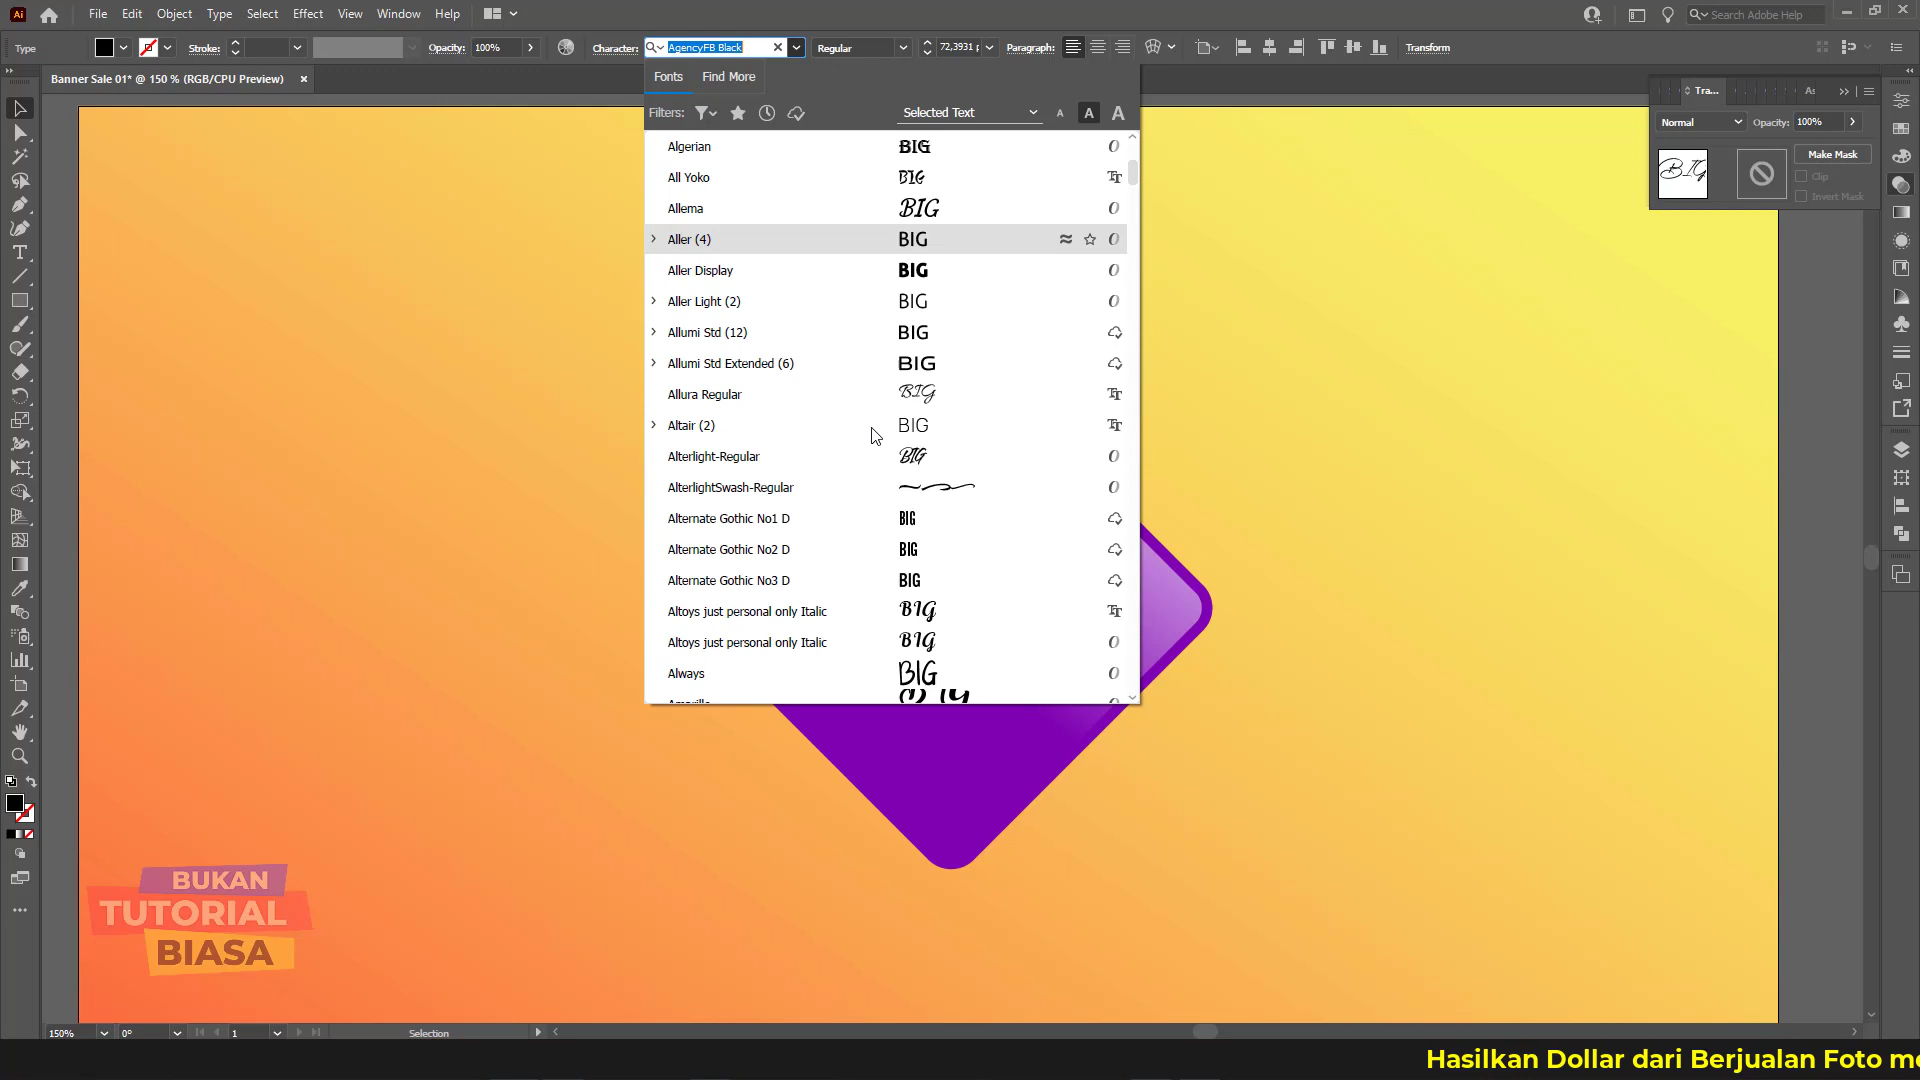 Ai File Edit Object Type Select Effect View Window Help Search Adobe Help
Type Stroke: Opacity: 100% Character: AgencyFB Black Regular 72,3931 p Paragraph: Transform
Banner Sale 01* @ 150 % (RGB/CPU Preview)
Fonts Find More
Filters: Selected Text A A A
Algerian BIG
All Yoko BIG
Allema BIG
Aller (4) BIG
Aller Display BIG
Aller Light (2) BIG
Allumi Std (12) BIG
Allumi Std Extended (6) BIG
Allura Regular BIG
Altair (2) BIG
Alterlight-Regular BIG
AlterlightSwash-Regular
Alternate Gothic No1 D BIG
Alternate Gothic No2 D BIG
Alternate Gothic No3 D BIG
Altoys just personal only Italic BIG
Altoys just personal only Italic BIG
Always BIG
Tra... As
Normal Opacity: 100%
BIG
Make Mask
Clip
Invert Mask
BUKAN
TUTORIAL
BIASA
150% 0° 1 Selection
Hasilkan Dollar dari Berjualan Foto me